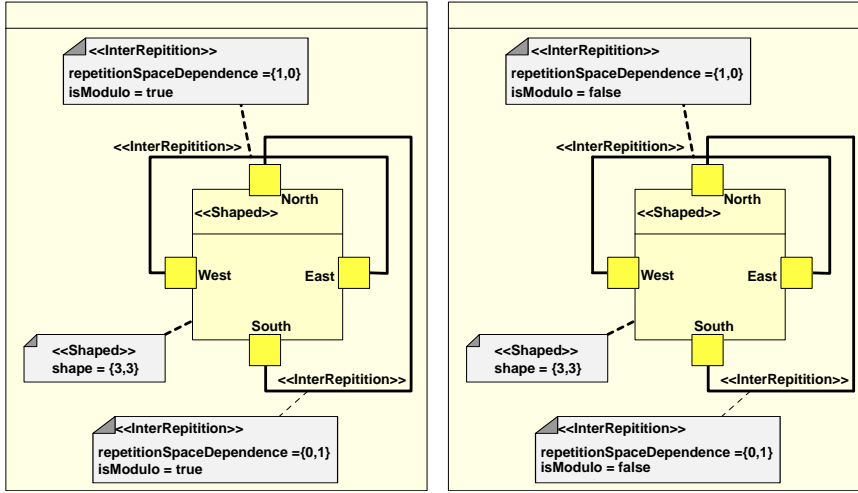 <<InterRepitition>>
repetitionSpaceDependence ={1,0}
isModulo = true
<<InterRepitition>>
North
<<Shaped>>
West
East
South
<<Shaped>>
shape = {3,3}
<<InterRepitition>>
<<InterRepitition>>
repetitionSpaceDependence ={0,1}
isModulo = true
<<InterRepitition>>
repetitionSpaceDependence ={1,0}
isModulo = false
<<InterRepitition>>
North
<<Shaped>>
West
East
South
<<Shaped>>
shape = {3,3}
<<InterRepitition>>
<<InterRepitition>>
repetitionSpaceDependence ={0,1}
isModulo = false